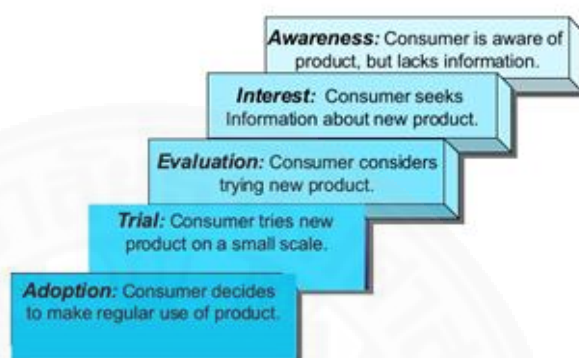 Awareness: Consumer is aware of
product, but lacks information.
Interest: Consumer seeks
Information about new product.
Evaluation: Consumer considers
trying new product.
Trial: Consumer tries new
product on a small scale.
Adoption: Consumer decides
to make regular use of product.